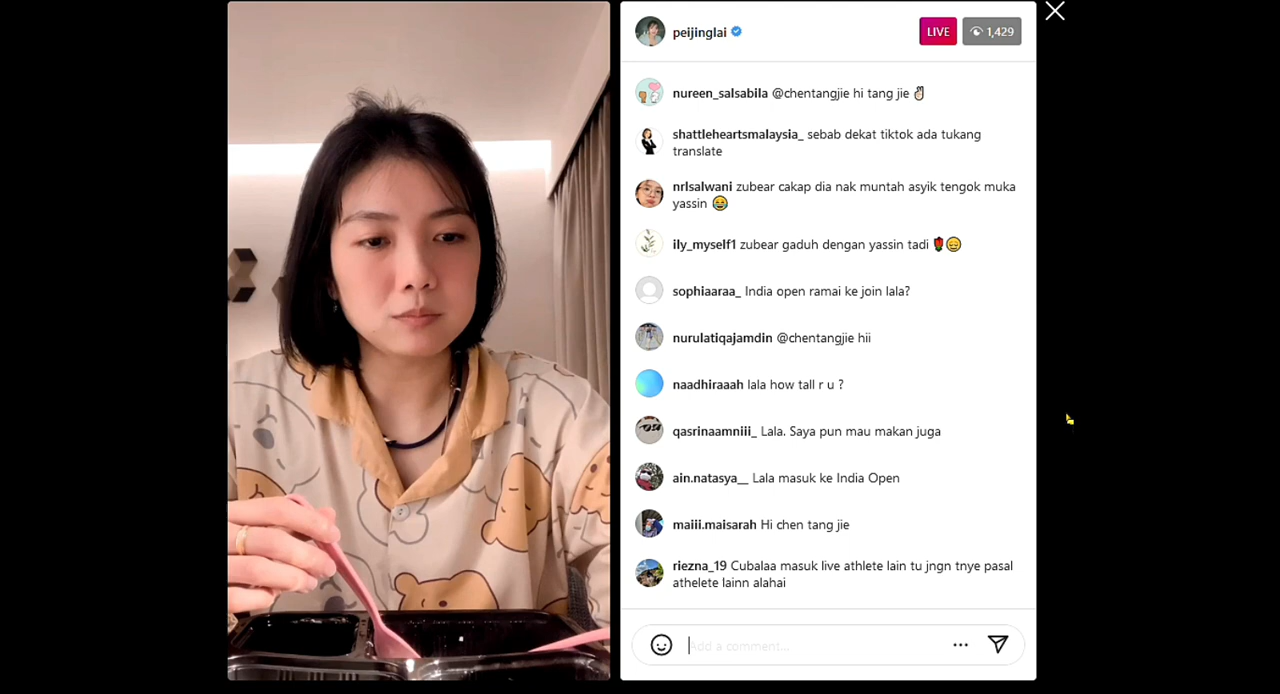 peijinglai
LIVE
1,429
nureen_salsabila @chentangjie hi tang jie ✌🏻
shattleheartsmalaysia_ sebab dekat tiktok ada tukang
translate
nrlsalwani zubear cakap dia nak muntah asyik tengok muka
yassin 😂
ily_myself1 zubear gaduh dengan yassin tadi 🌹😑
sophiaaraa_ India open ramai ke join lala?
nurulatiqajamdin @chentangjie hii
naadhiraaah lala how tall r u ?
qasrinaamniii_ Lala. Saya pun mau makan juga
ain.natasya__ Lala masuk ke India Open
maiii.maisarah Hi chen tang jie
riezna_19 Cubalaa masuk live athlete lain tu jngn tnye pasal
athelete lainn alahai
Add a comment...